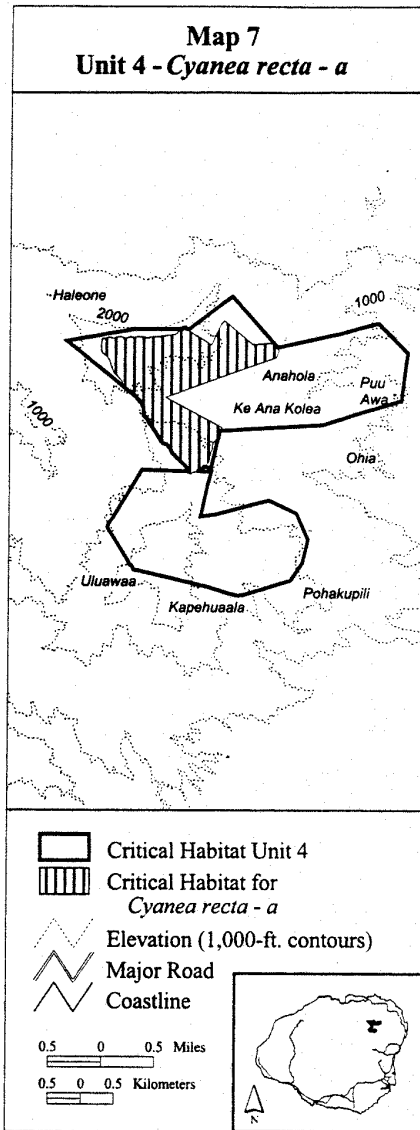 Map 7
Unit 4 - Cyanea recta - a
Haleone
2000
1000
Anahola
Puu
Awa
Ke Ana Kolea
1000
Ohia
Uluawaa
Kapehuaala
Pohakupili
Critical Habitat Unit 4
Critical Habitat for
Cyanea recta - a
Elevation (1,000-ft. contours)
Major Road
Coastline
0.5 0 0.5 Miles
0.5 0 0.5 Kilometers
N